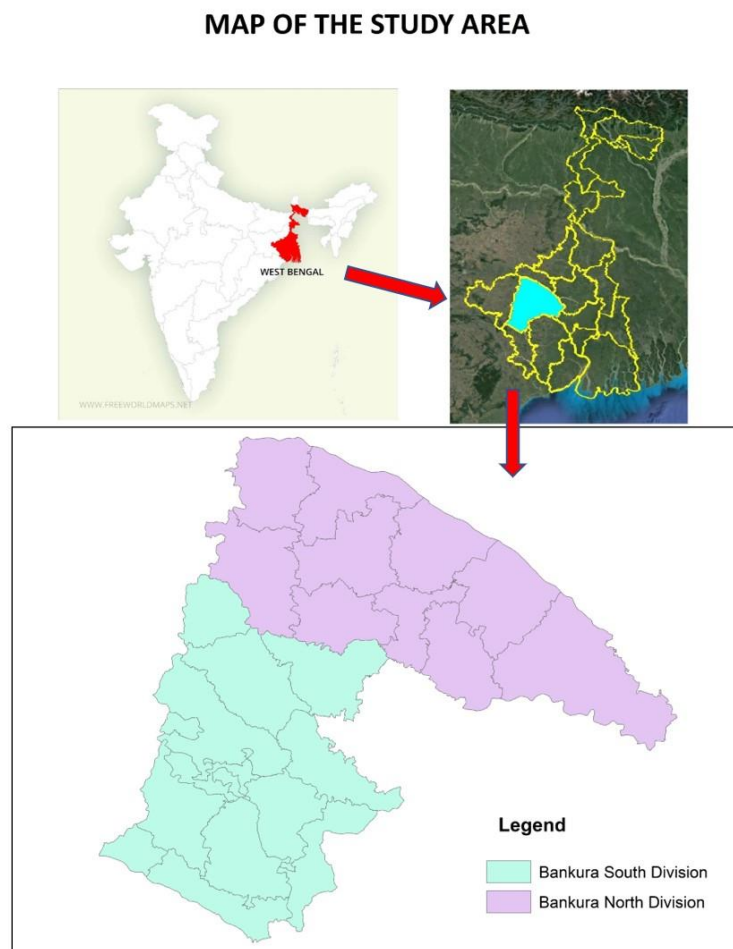 MAP OF THE STUDY AREA
WEST BENGAL
WWW.FREEWORLDMAPS.NET
Legend
Bankura South Division
Bankura North Division